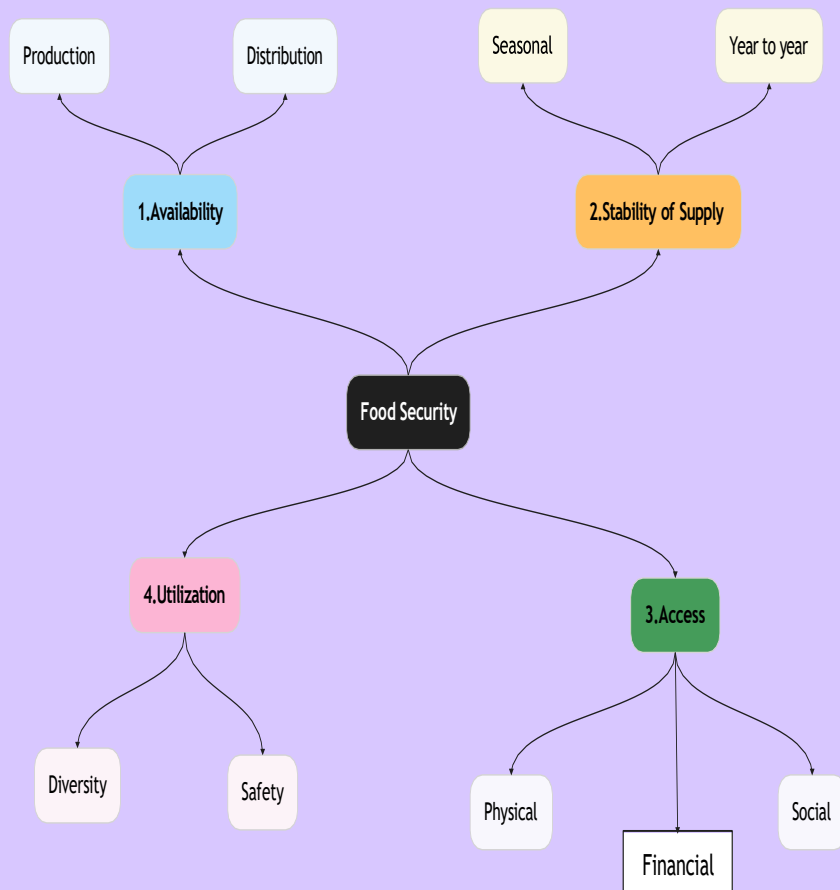 Production
Distribution
Seasonal
Year to year
1.Availability
2.Stability of Supply
Food Security
4.Utilization
3.Access
Diversity
Safety
Physical
Social
Financial